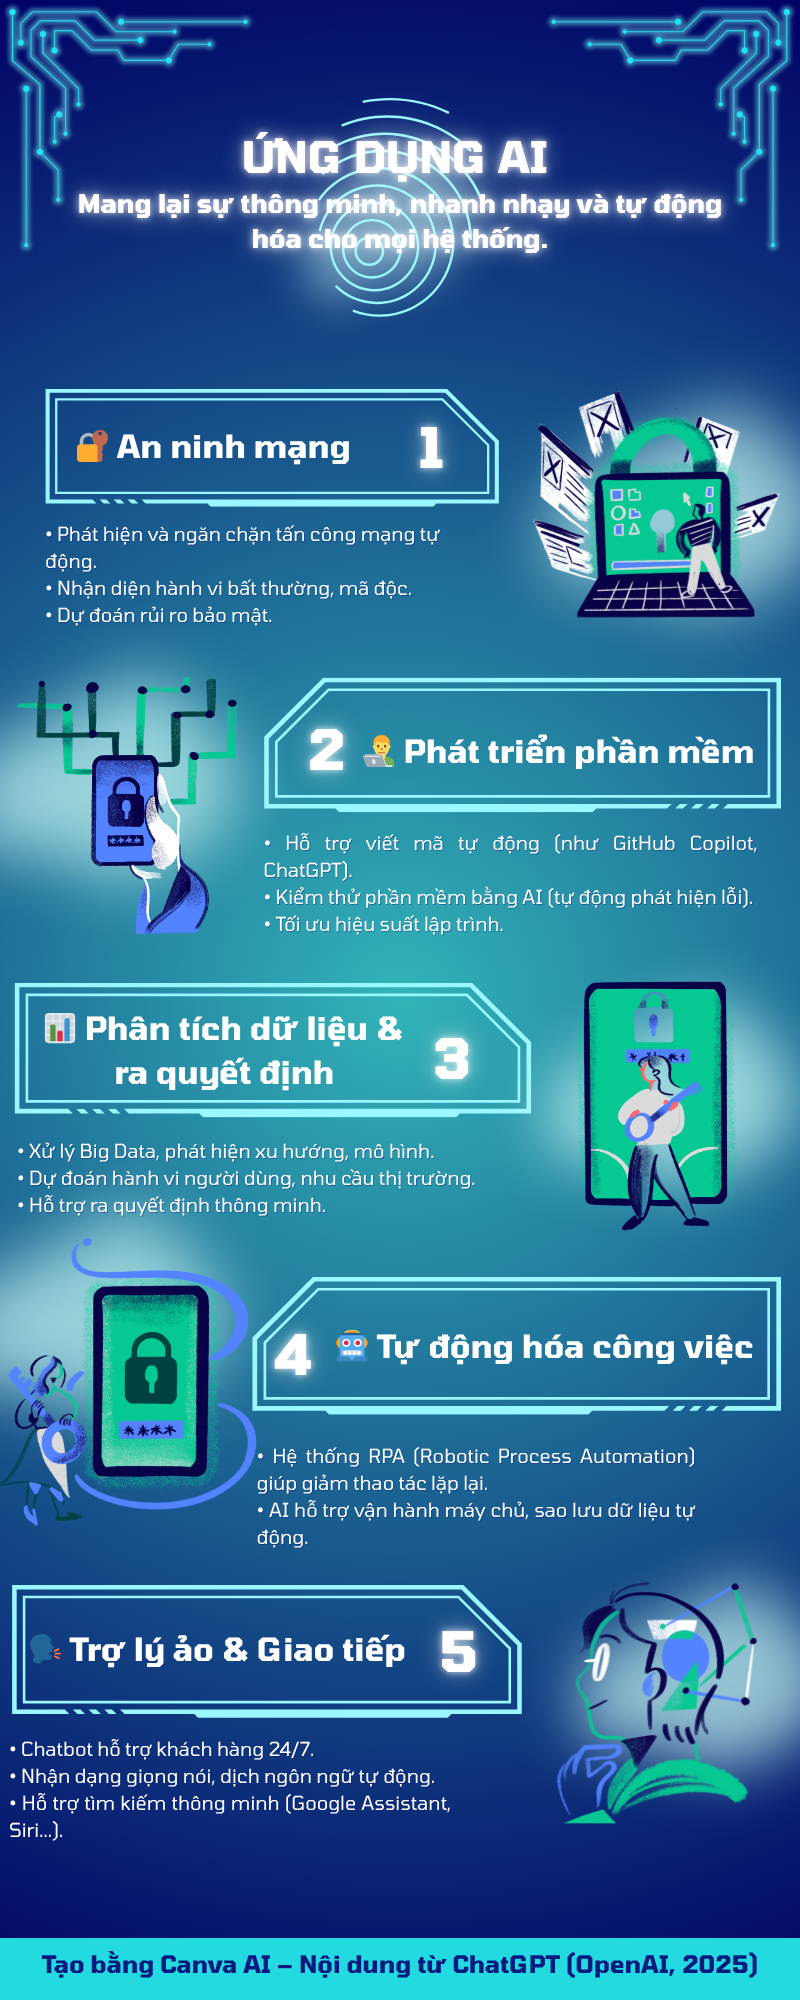 ỨNG DỤNG AI
Mang lại sự thông minh, nhanh nhạy và tự động
hóa cho mọi hệ thống.
An ninh mạng 1
• Phát hiện và ngăn chặn tấn công mạng tự
động.
• Nhận diện hành vi bất thường, mã độc.
• Dự đoán rủi ro bảo mật.
2 Phát triển phần mềm
• Hỗ trợ viết mã tự động (như GitHub Copilot,
ChatGPT).
• Kiểm thử phần mềm bằng AI (tự động phát hiện lỗi).
• Tối ưu hiệu suất lập trình.
Phân tích dữ liệu &
ra quyết định
3
• Xử lý Big Data, phát hiện xu hướng, mô hình.
• Dự đoán hành vi người dùng, nhu cầu thị trường.
• Hỗ trợ ra quyết định thông minh.
4 Tự động hóa công việc
• Hệ thống RPA (Robotic Process Automation)
giúp giảm thao tác lặp lại.
• AI hỗ trợ vận hành máy chủ, sao lưu dữ liệu tự
động.
Trợ lý ảo & Giao tiếp 5
• Chatbot hỗ trợ khách hàng 24/7.
• Nhận dạng giọng nói, dịch ngôn ngữ tự động.
• Hỗ trợ tìm kiếm thông minh (Google Assistant,
Siri...).
Tạo bằng Canva AI – Nội dung từ ChatGPT (OpenAI, 2025)